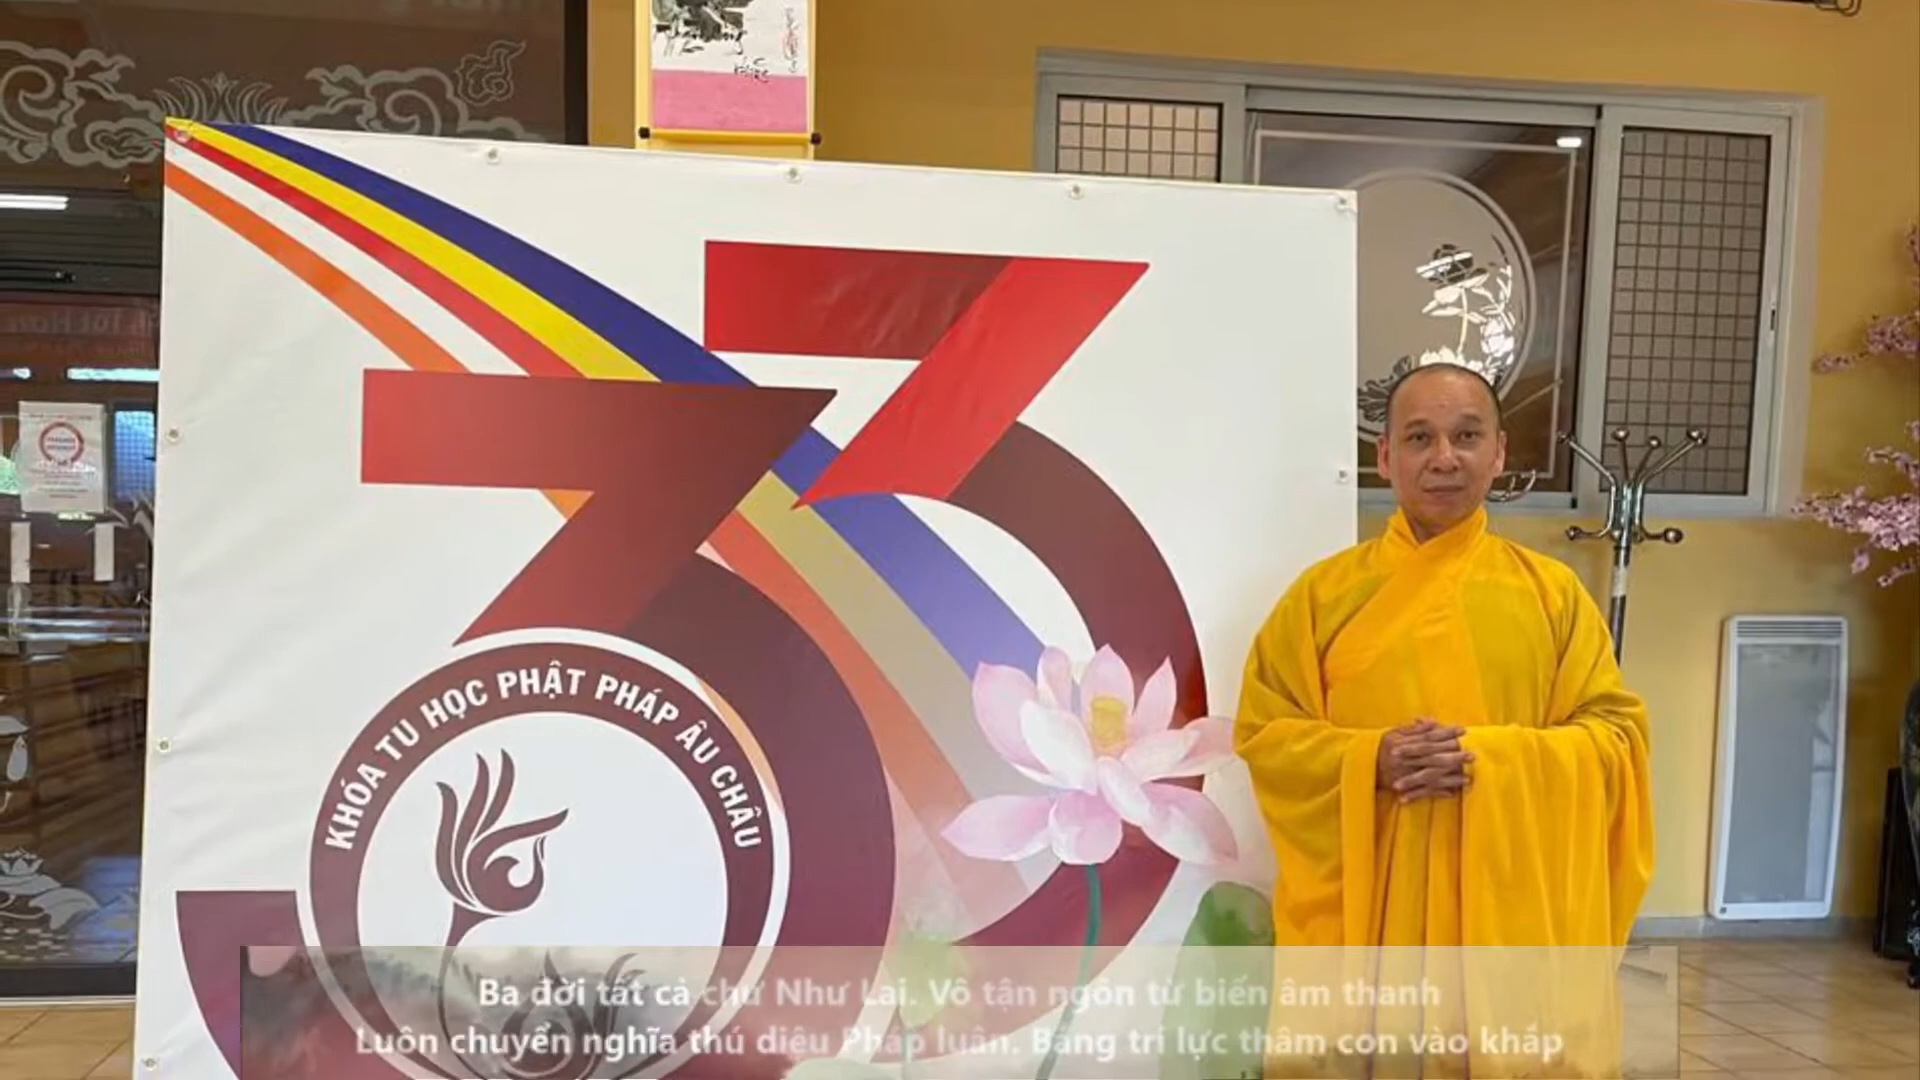 33
KHÓA TU HỌC PHẬT PHÁP ÂU CHÂU
Ba đời tất cả chư Như Lai. Vô tận ngôn từ biến âm thanh
Luôn chuyển nghĩa thú diệu Pháp luân. Bằng trí lực thâm con vào khắp